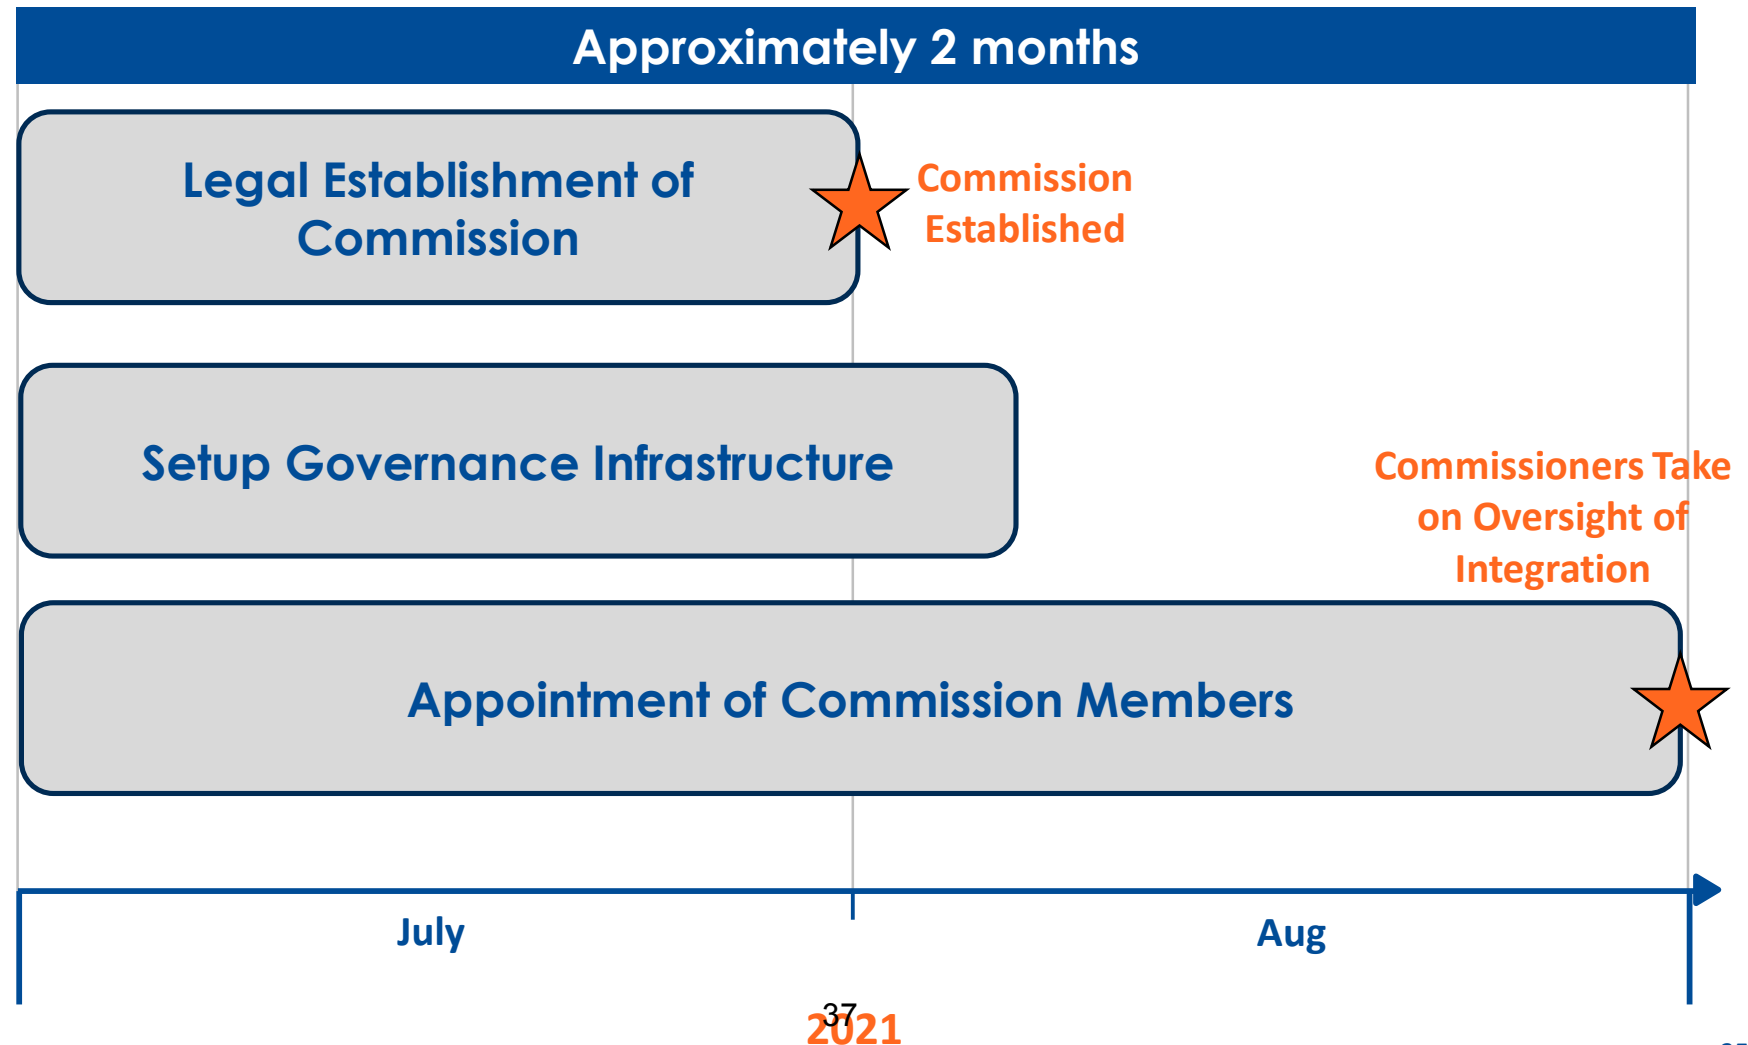 Approximately 2 months
Legal Establishment of
Commission
Commission
Established
Setup Governance Infrastructure
Commissioners Take
on Oversight of
Integration
Appointment of Commission Members
July
Aug
37
2021